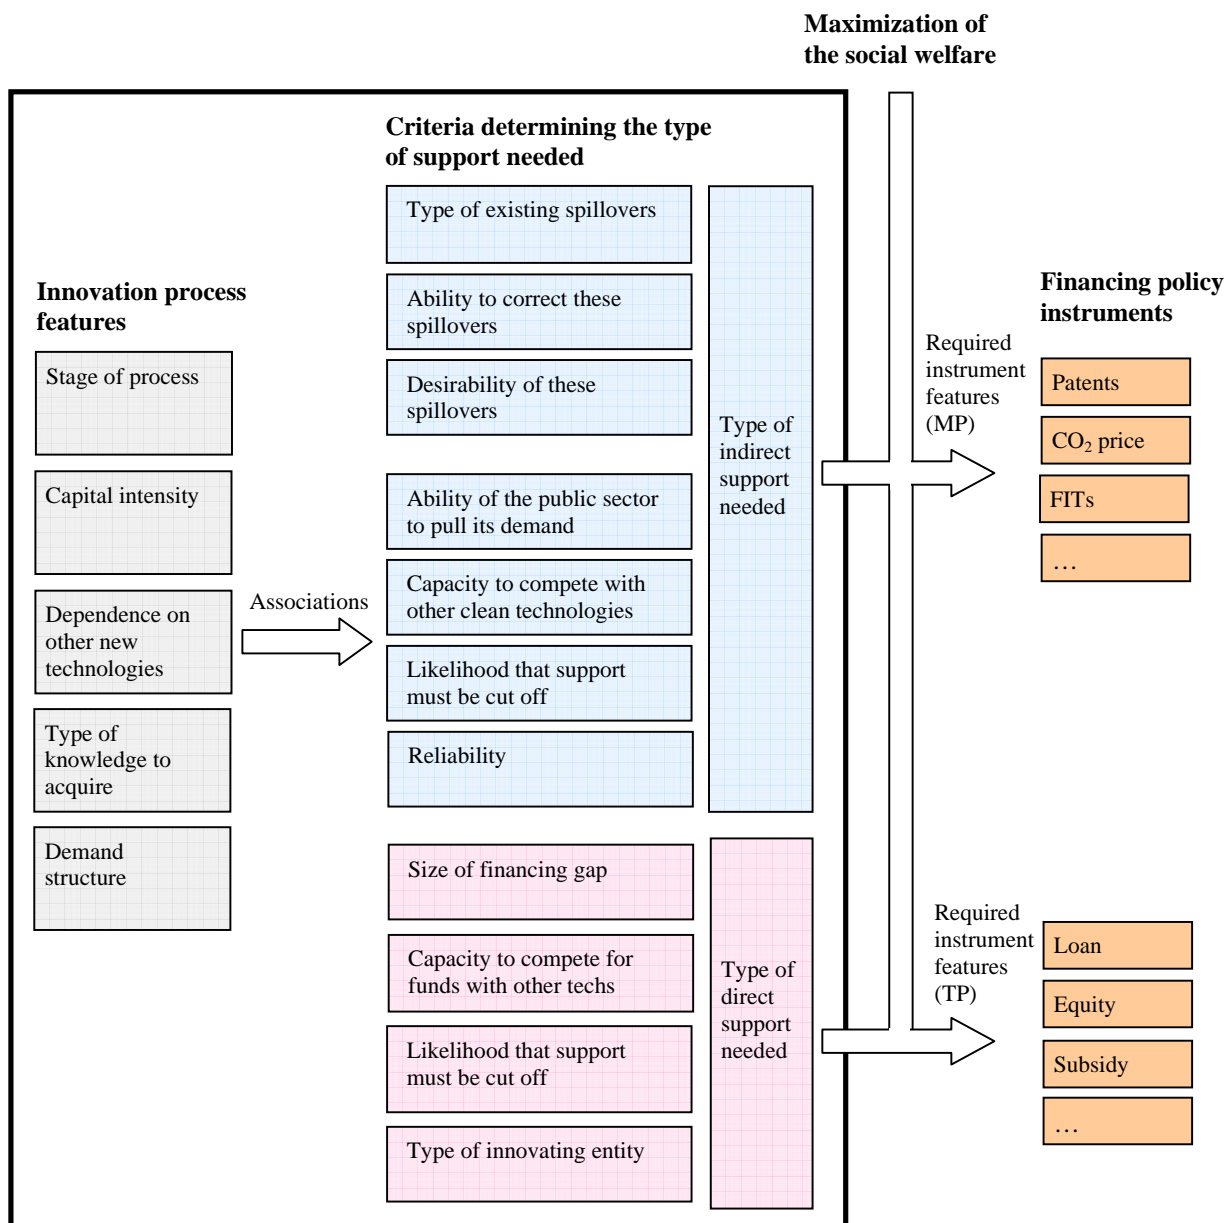 Maximization of
the social welfare
Criteria determining the type
of support needed
Type of existing spillovers
Ability to correct these
spillovers
Desirability of these
spillovers
Ability of the public sector
to pull its demand
Capacity to compete with
other clean technologies
Likelihood that support
must be cut off
Reliability
Type of
indirect
support
needed
Innovation process
features
Stage of process
Capital intensity
Dependence on
other new
technologies
Type of
knowledge to
acquire
Demand
structure
Associations
Size of financing gap
Capacity to compete for
funds with other techs
Likelihood that support
must be cut off
Type of innovating entity
Type of
direct
support
needed
Required
instrument
features
(MP)
Financing policy
instruments
Patents
CO₂ price
FITs
…
Required
instrument
features
(TP)
Loan
Equity
Subsidy
…